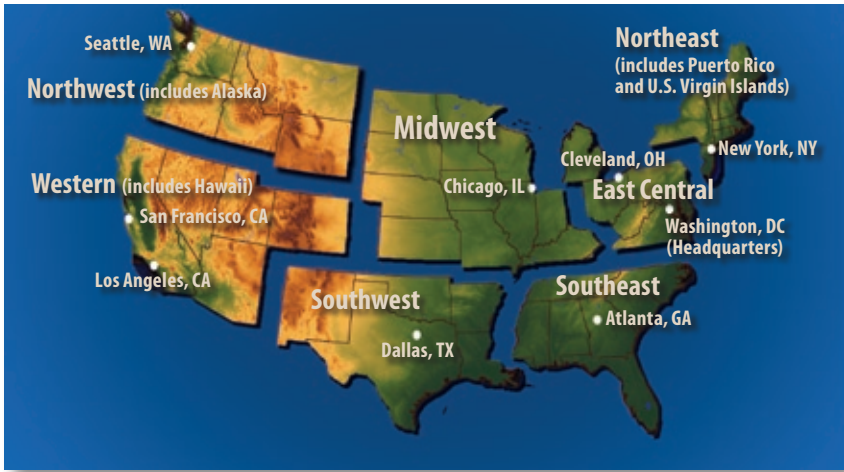 Seattle, WA
Northwest (includes Alaska)
Western (includes Hawaii)
San Francisco, CA
Los Angeles, CA
Midwest
Chicago, IL
Southwest
Dallas, TX
Northeast
(includes Puerto Rico
and U.S. Virgin Islands)
New York, NY
Cleveland, OH
East Central
Washington, DC
(Headquarters)
Southeast
Atlanta, GA